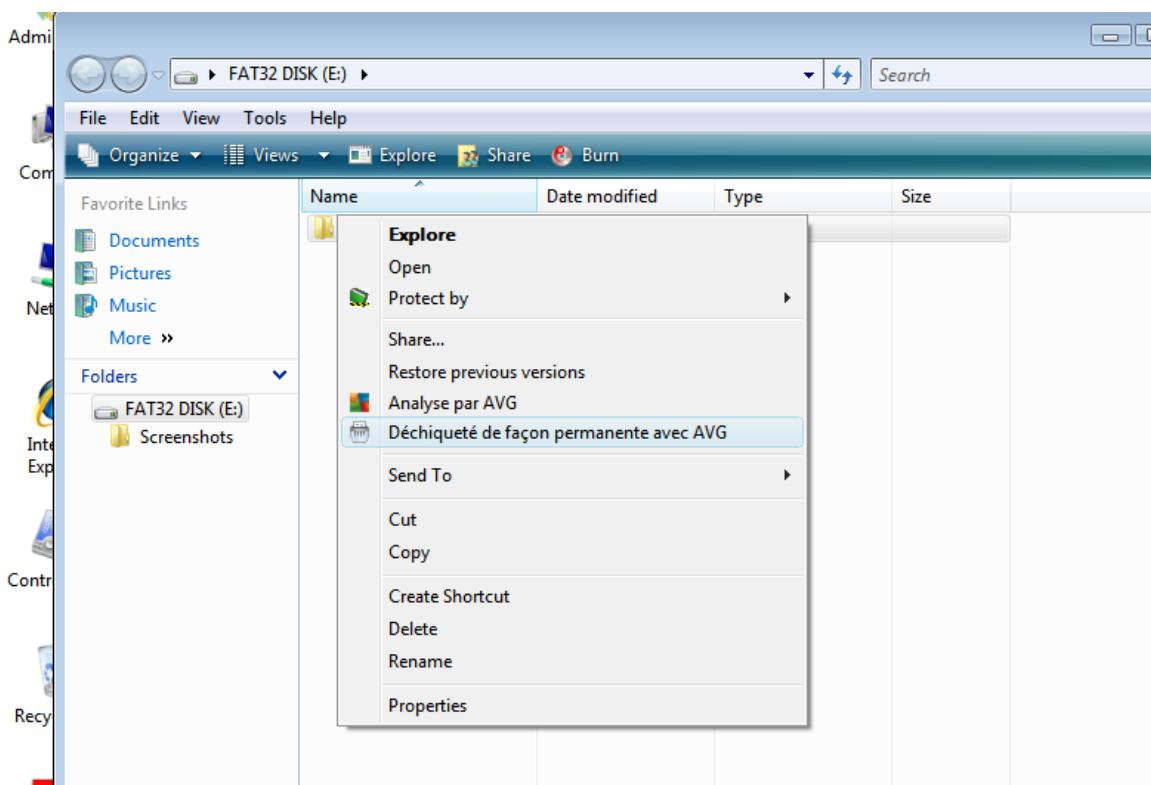 Admi
FAT32 DISK (E:)
Search
File Edit View Tools Help
Organize Views Explore Share Burn
Com
Favorite Links
Name Date modified Type Size
Documents
Explore
Pictures
Open
Music
Protect by
Net
More »
Share...
Folders
Restore previous versions
FAT32 DISK (E:)
Analyse par AVG
Screenshots
Déchiqueté de façon permanente avec AVG
Inte
Exp
Send To
Cut
Copy
Contr
Create Shortcut
Delete
Rename
Recy
Properties